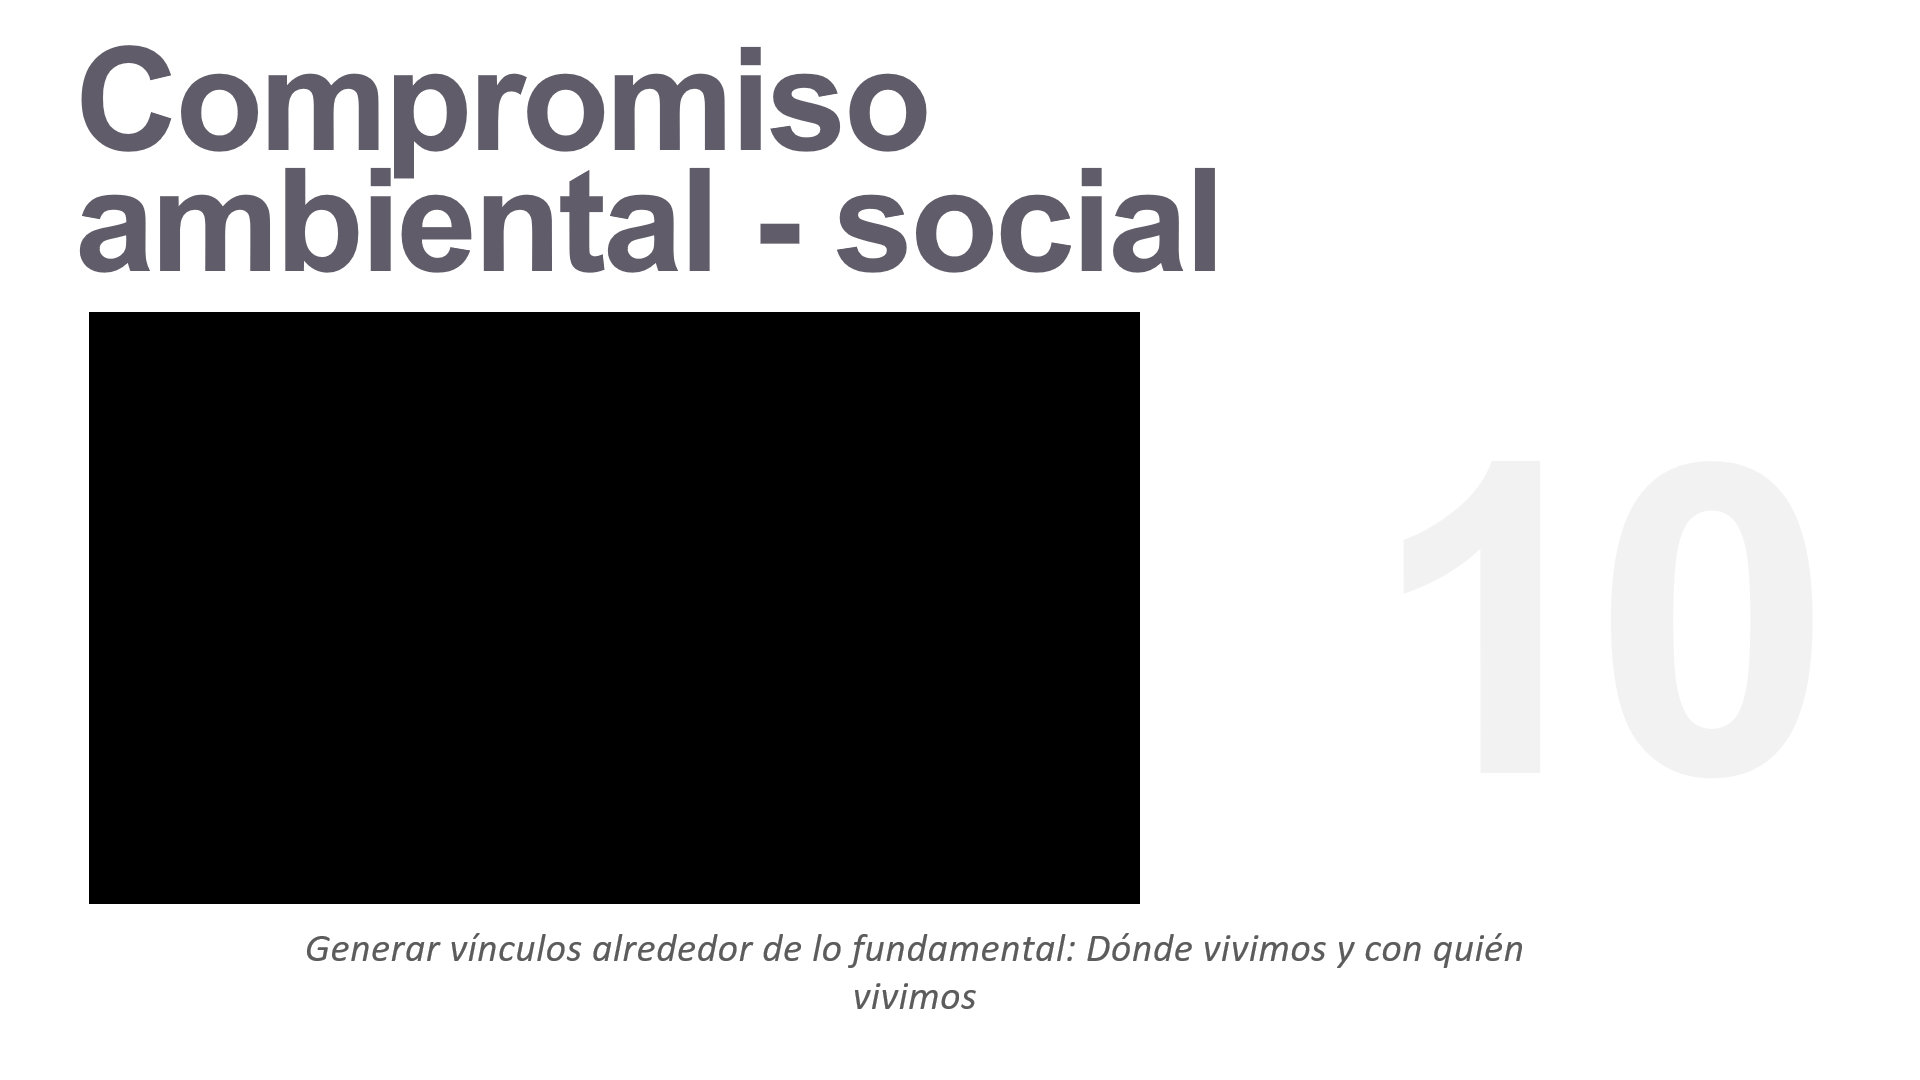 Compromiso
ambiental - social
10
Generar vínculos alrededor de lo fundamental: Dónde vivimos y con quién
vivimos